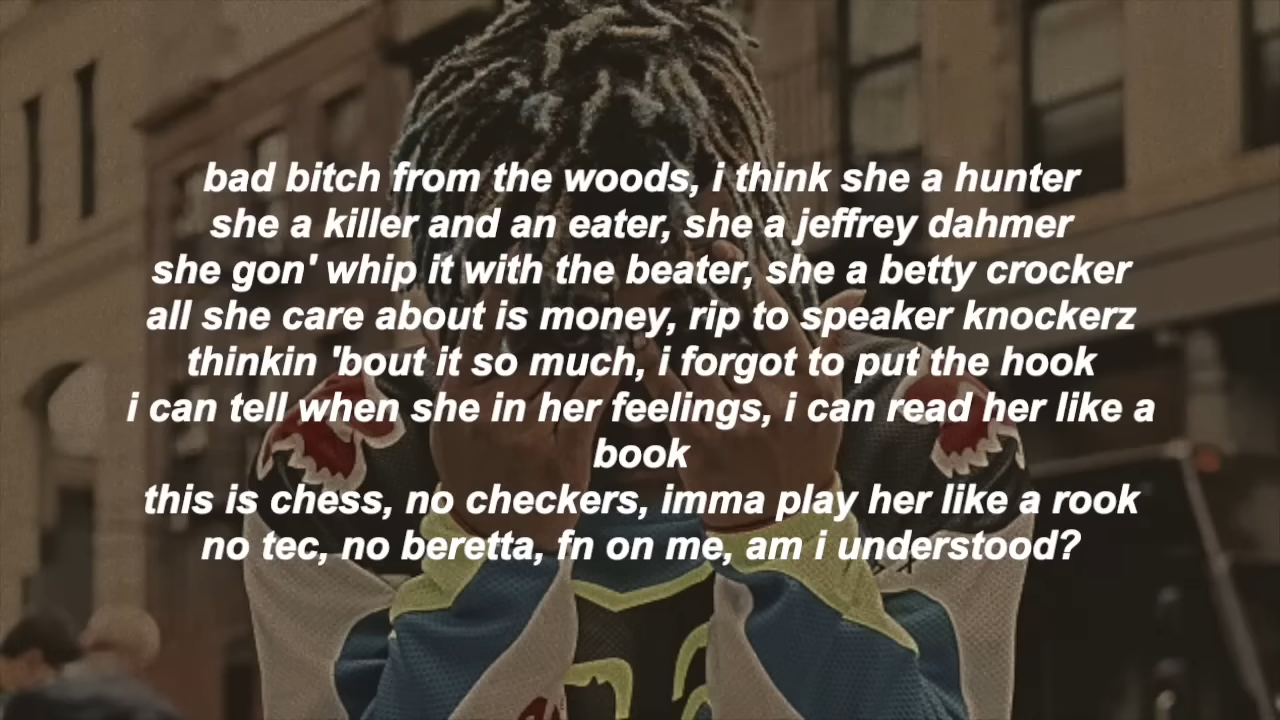 bad bitch from the woods, i think she a hunter
she a killer and an eater, she a jeffrey dahmer
she gon' whip it with the beater, she a betty crocker
all she care about is money, rip to speaker knockerz
thinkin 'bout it so much, i forgot to put the hook
i can tell when she in her feelings, i can read her like a
book
this is chess, no checkers, imma play her like a rook
no tec, no beretta, fn on me, am i understood?